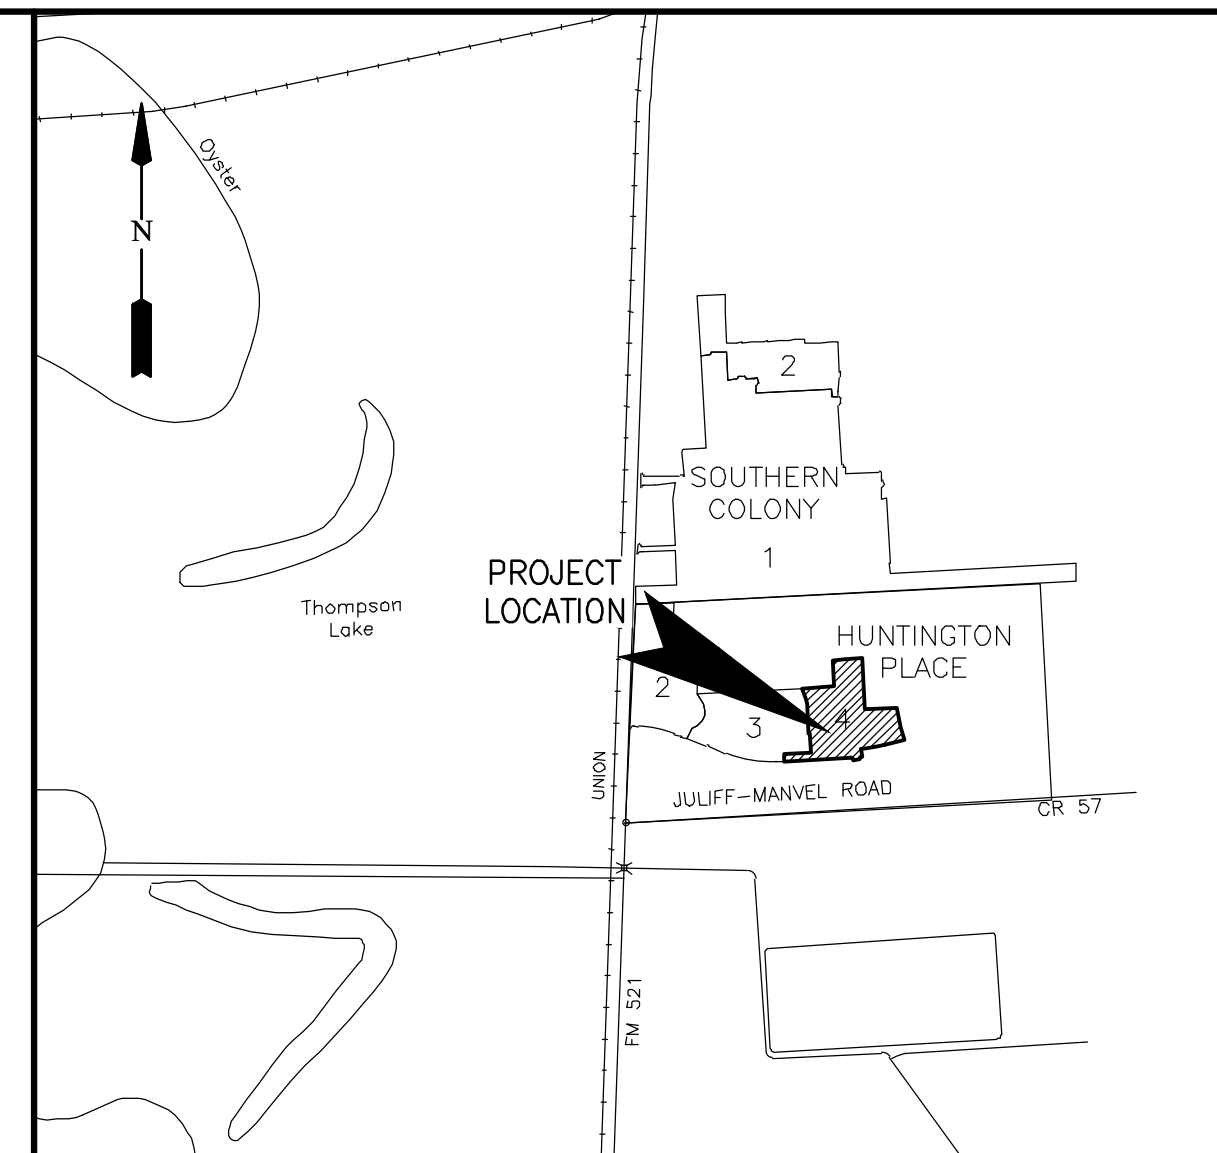 Oyster
N
2
SOUTHERN
COLONY
1
PROJECT
LOCATION
Thompson
Lake
HUNTINGTON
PLACE
2
3
4
UNION
JULIFF-MANVEL ROAD
CR 57
FM 521